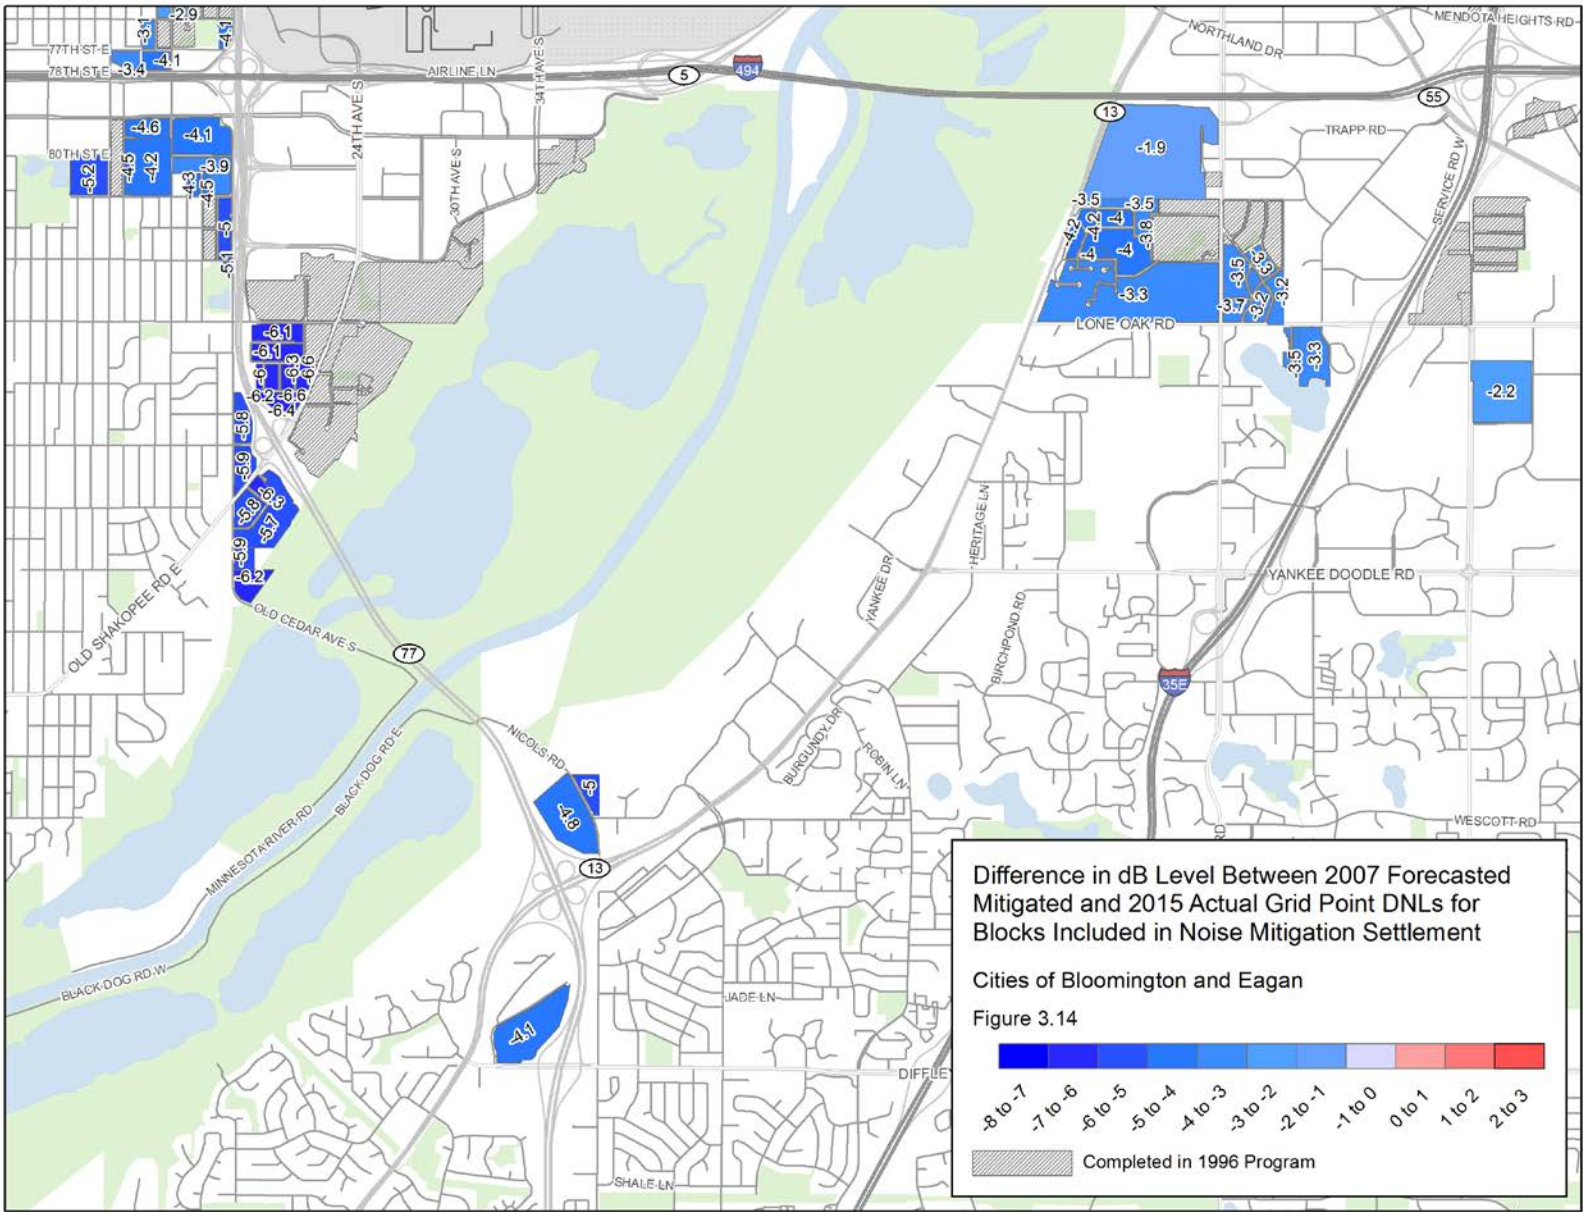 -2.9
-3.1
-4.1
77TH ST E
-4.1
78TH ST E
-3.4
AIRLINE LN
34TH AVE S
5
494
NORTHLAND DR
MENDOTA HEIGHTS RD
55
13
TRAPP RD
24TH AVE S
30TH AVE S
SERVICE RD W
-4.6
-4.1
80TH ST E
-5.2
-4.5
-4.2
-3.9
-4.3
-4.5
-5
-5.1
-1.9
-3.5
-3.5
-4.2
-4.2
-4
-3.8
-4
-4
-3.3
-3.5
-3.3
-3.7
-3.2
-3.2
LONE OAK RD
-3.5
-3.3
-2.2
-6.1
-6.1
-6
-6.3
-6.6
-6.2
-6.6
-6.4
-5.8
-5.9
-6.3
-5.8
-5.7
-5.9
-6.2
OLD SHAKOPEE RD E
OLD CEDAR AVE S
77
HERITAGE LN
YANKEE DR
YANKEE DOODLE RD
BIRCHPOND RD
35E
NICOLS RD
BLACK DOG RD E
BURGUNDY DR
ROBIN LN
MINNESOTA RIVER RD
-5
-4.8
13
WESCOTT RD
RD
BLACK DOG RD W
JADE LN
-4.1
DIFFLE
SHALE LN
Difference in dB Level Between 2007 Forecasted
Mitigated and 2015 Actual Grid Point DNLs for
Blocks Included in Noise Mitigation Settlement
Cities of Bloomington and Eagan
Figure 3.14
-8 to -7
-7 to -6
-6 to -5
-5 to -4
-4 to -3
-3 to -2
-2 to -1
-1 to 0
0 to 1
1 to 2
2 to 3
Completed in 1996 Program